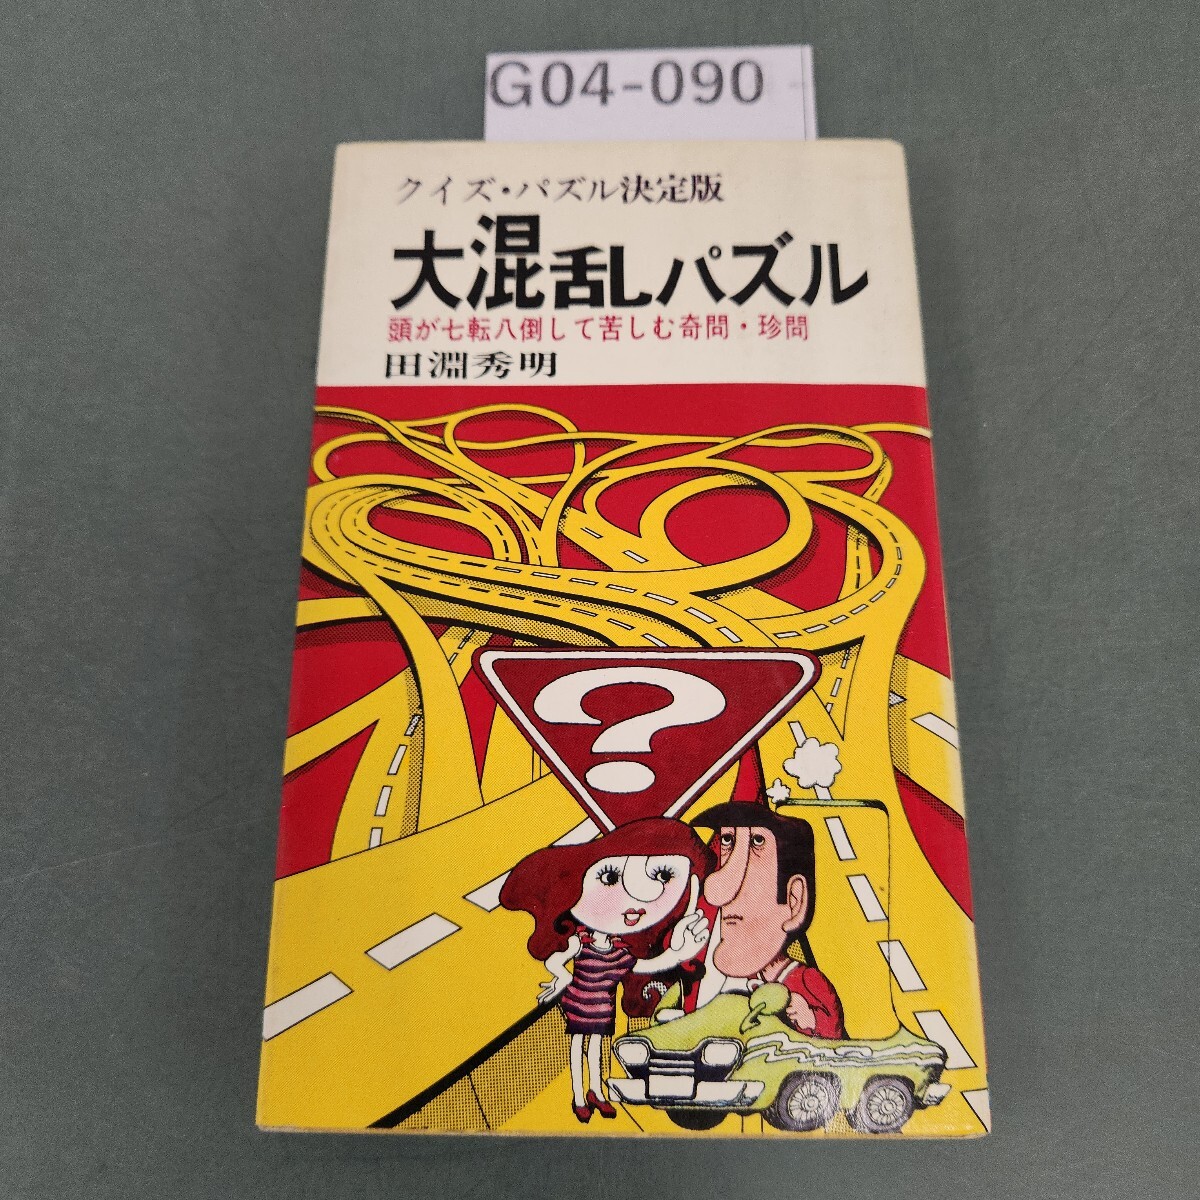 G04-090
クイズ・パズル決定版
大混乱パズル
頭が七転八倒して苦しむ奇問・珍問
田淵秀明
?